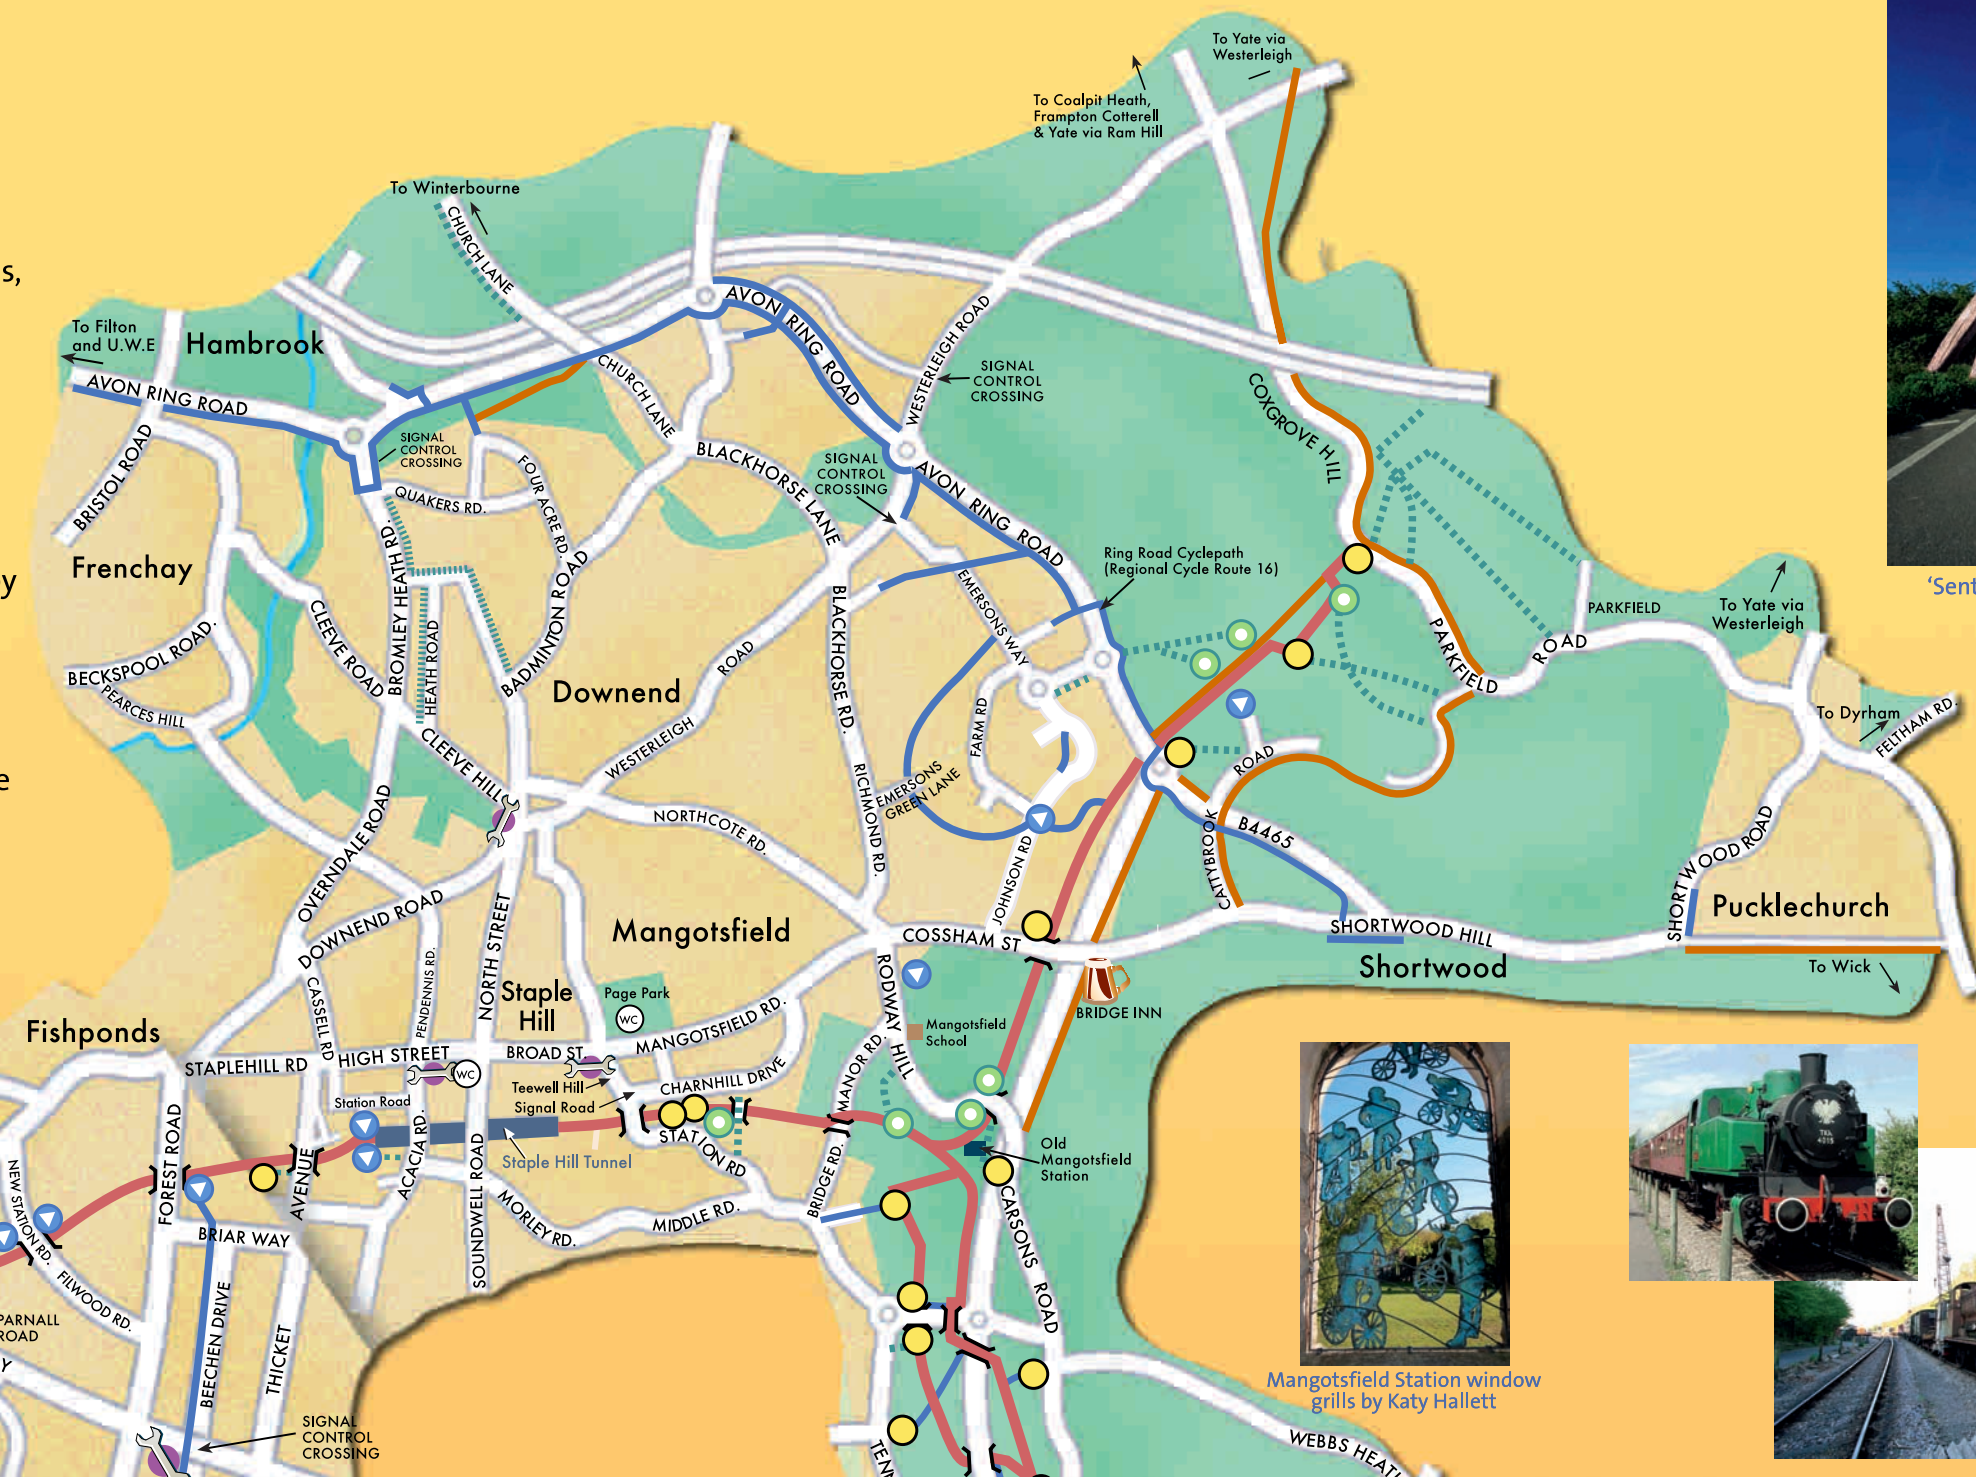 To Yate via
Westerleigh
To Coalpit Heath,
Frampton Cotterell
& Yate via Ram Hill
To Winterbourne
CHURCH LANE
s,
To Filton
and U.W.E
Hambrook
AVON RING ROAD
AVON RING ROAD
WESTERLEIGH ROAD
SIGNAL
CONTROL
CROSSING
CHURCH LANE
COXGROVE HILL
BRISTOL ROAD
SIGNAL
CONTROL
CROSSING
QUAKERS RD.
FOUR ACRE RD.
BLACKHORSE LANE
SIGNAL
CONTROL
CROSSING
AVON RING ROAD
Ring Road Cyclepath
(Regional Cycle Route 16)
Frenchay
y
'Sent
BROMLEY HEATH RD.
HEATH ROAD
BADMINTON ROAD
CLEEVE ROAD
BLACKHORSE RD.
EMERSONS WAY
PARKFIELD
ROAD
PARKFIELD
To Yate via
Westerleigh
BECKSPOOL ROAD.
PEARCES HILL
Downend
WESTERLEIGH
ROAD
FARM RD
To Dyrham
FELTHAM RD.
CLEEVE HILL
e
RICHMOND RD.
EMERSONS
GREEN LANE
ROAD
CATTYBROOK
B4465
NORTHCOTE RD.
OVERNDALE ROAD
JOHNSON RD
SHORTWOOD ROAD
Pucklechurch
DOWNEND ROAD
NORTH STREET
Mangotsfield
COSSHAM ST
SHORTWOOD HILL
Shortwood
To Wick
PENDENNIS RD.
CASSELL RD
Staple
Hill
Page Park
WC
RODWAY HILL
BRIDGE INN
Mangotsfield
School
Fishponds
STAPLEHILL RD
HIGH STREET
WC
BROAD ST.
MANGOTSFIELD RD.
Teewell Hill
Signal Road
CHARNHILL DRIVE
MANOR RD.
Station Road
FOREST ROAD
AVENUE
ACACIA RD.
SOUNDWELL ROAD
Staple Hill Tunnel
STATION RD
BRIDGE RD.
Old
Mangotsfield
Station
TKh
4015
NEW STATION RD.
MORLEY RD.
MIDDLE RD.
CARSONS ROAD
BRIAR WAY
FILWOOD RD.
PARNALL
ROAD
Y
BEECHEN DRIVE
THICKET
SIGNAL
CONTROL
CROSSING
TENN
WEBBS HEATH
Mangotsfield Station window
grills by Katy Hallett